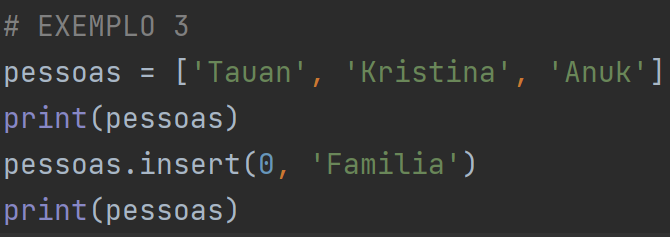 # EXEMPLO 3
pessoas = ['Tauan', 'Kristina', 'Anuk']
print(pessoas)
pessoas.insert(0, 'Familia')
print(pessoas)